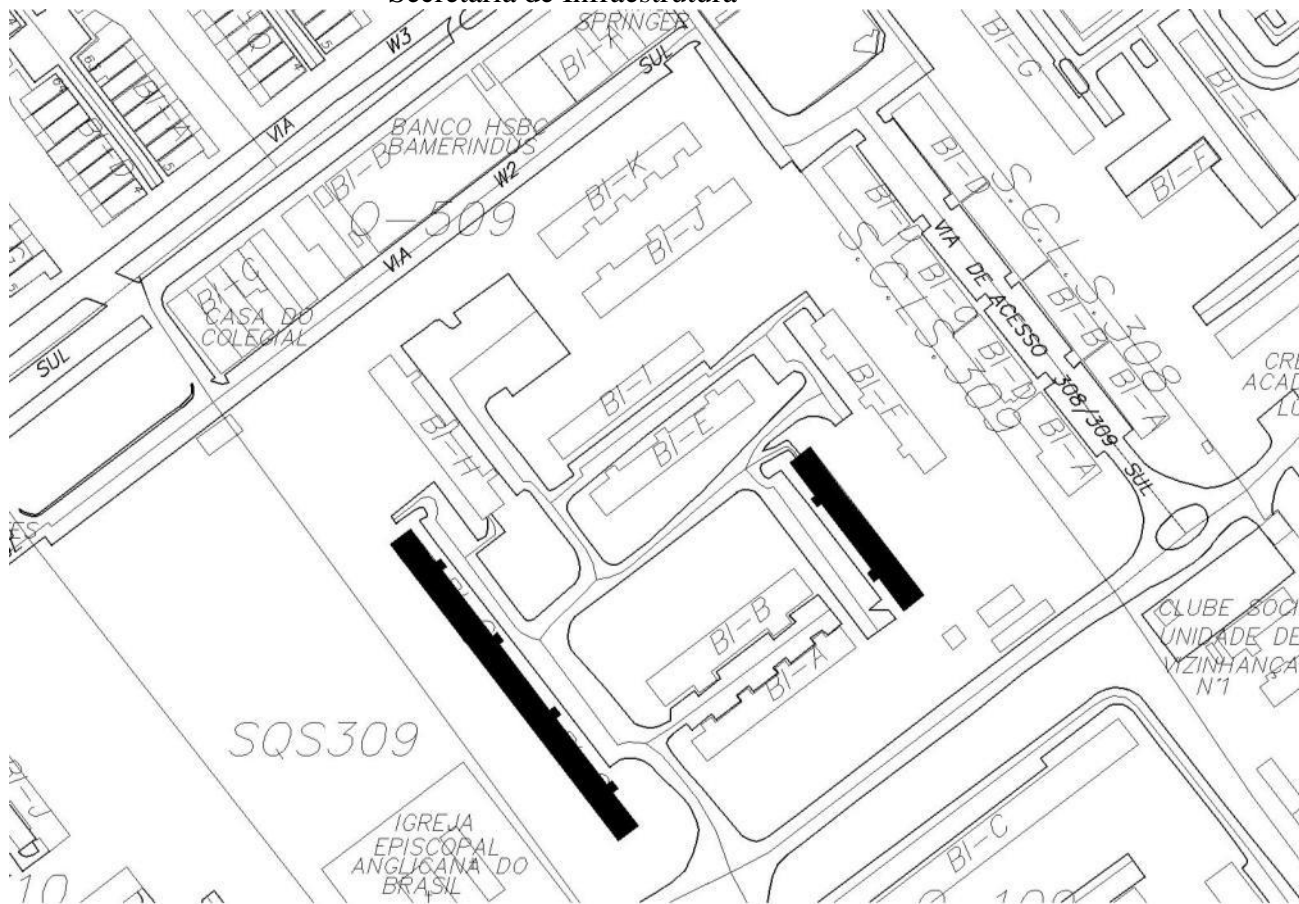 Secretaria de Infraestrutura
SPRINGER
BI-A
SUL
W3
VIA
BI-G
BI-E
BI-F
BANCO HSBC
BAMERINDUS
BI-B
W2
VIA
Q-509
BI-K
BI-J
BI-D
S.C.L.S.308
BI-C
CASA DO
COLEGIAL
SUL
S.C.L.S.309
VIA DE ACESSO 308/309 SUL
BI-B
BI-A
BI-A
BI-I
BI-E
BI-F
BI-H
BI-B
BI-A
CLUBE SOCI
UNIDADE DE
VIZINHANÇA
N°1
SQS309
IGREJA
EPISCOPAL
ANGLICANA DO
BRASIL
BI-C
BI-J